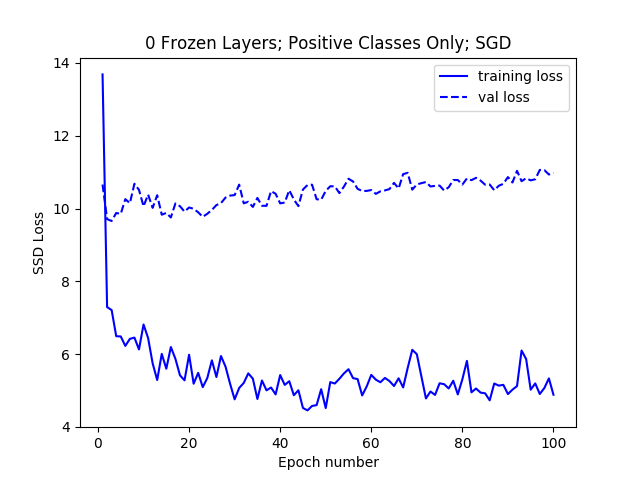 0 Frozen Layers; Positive Classes Only; SGD
training loss
val loss
SSD Loss
14
12
10
8
6
4
0
20
40
60
80
100
Epoch number